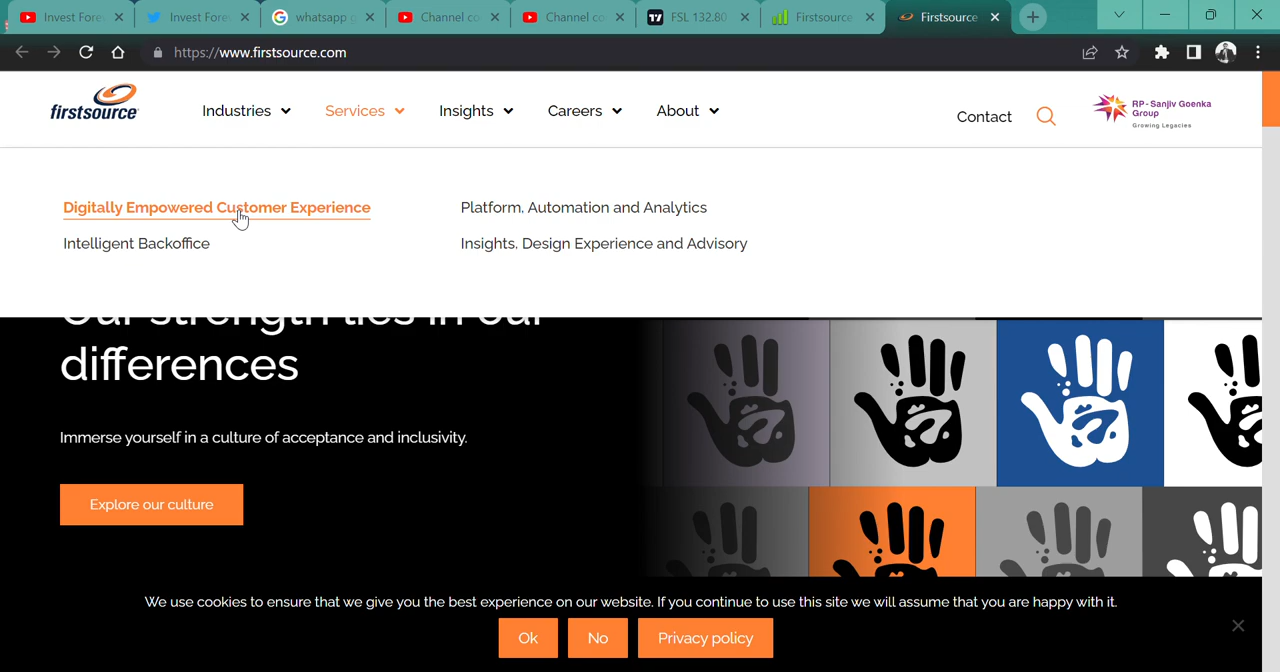 Invest Fore
Invest Fore
whatsapp g
Channel co
Channel co
FSL 132.80
Firstsource
Firstsource
https://www.firstsource.com
firstsource
Industries
Services
Insights
Careers
About
Contact
RP - Sanjiv Goenka
Group
Growing Legacies
Digitally Empowered Customer Experience
Platform, Automation and Analytics
Intelligent Backoffice
Insights, Design Experience and Advisory
differences
Immerse yourself in a culture of acceptance and inclusivity.
Explore our culture
We use cookies to ensure that we give you the best experience on our website. If you continue to use this site we will assume that you are happy with it.
Ok
No
Privacy policy